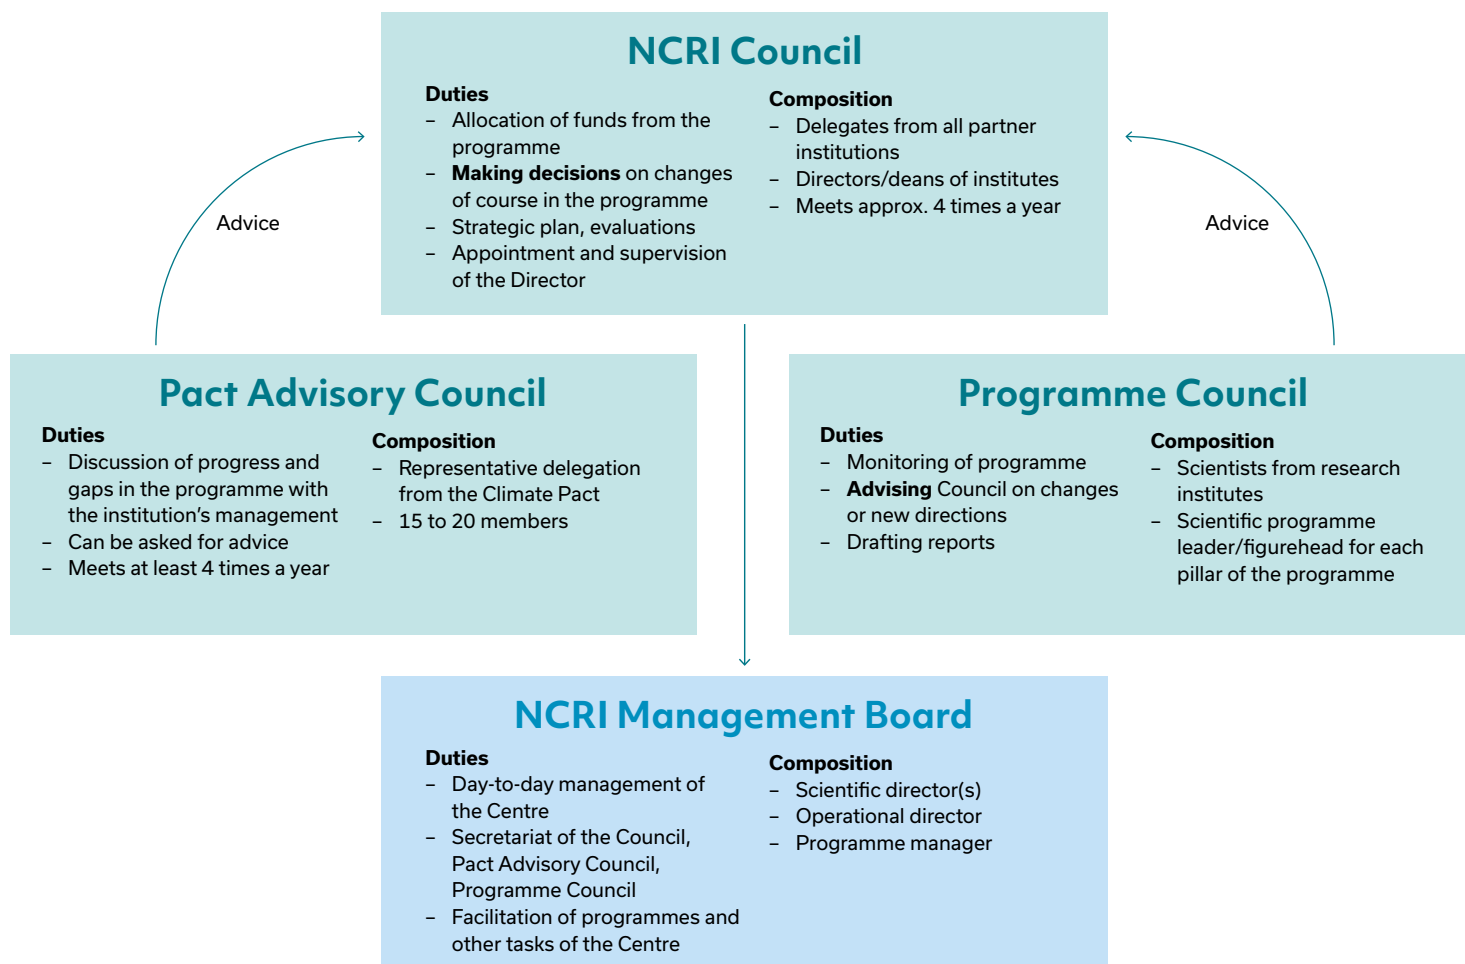 NCRI Council
Duties
– Allocation of funds from the
programme
– Making decisions on changes
of course in the programme
– Strategic plan, evaluations
– Appointment and supervision
of the Director
Composition
– Delegates from all partner
institutions
– Directors/deans of institutes
– Meets approx. 4 times a year
Advice
Advice
Pact Advisory Council
Duties
– Discussion of progress and
gaps in the programme with
the institution’s management
– Can be asked for advice
– Meets at least 4 times a year
Composition
– Representative delegation
from the Climate Pact
– 15 to 20 members
Programme Council
Duties
– Monitoring of programme
– Advising Council on changes
or new directions
– Drafting reports
Composition
– Scientists from research
institutes
– Scientific programme
leader/figurehead for each
pillar of the programme
NCRI Management Board
Duties
– Day-to-day management of
the Centre
– Secretariat of the Council,
Pact Advisory Council,
Programme Council
– Facilitation of programmes and
other tasks of the Centre
Composition
– Scientific director(s)
– Operational director
– Programme manager